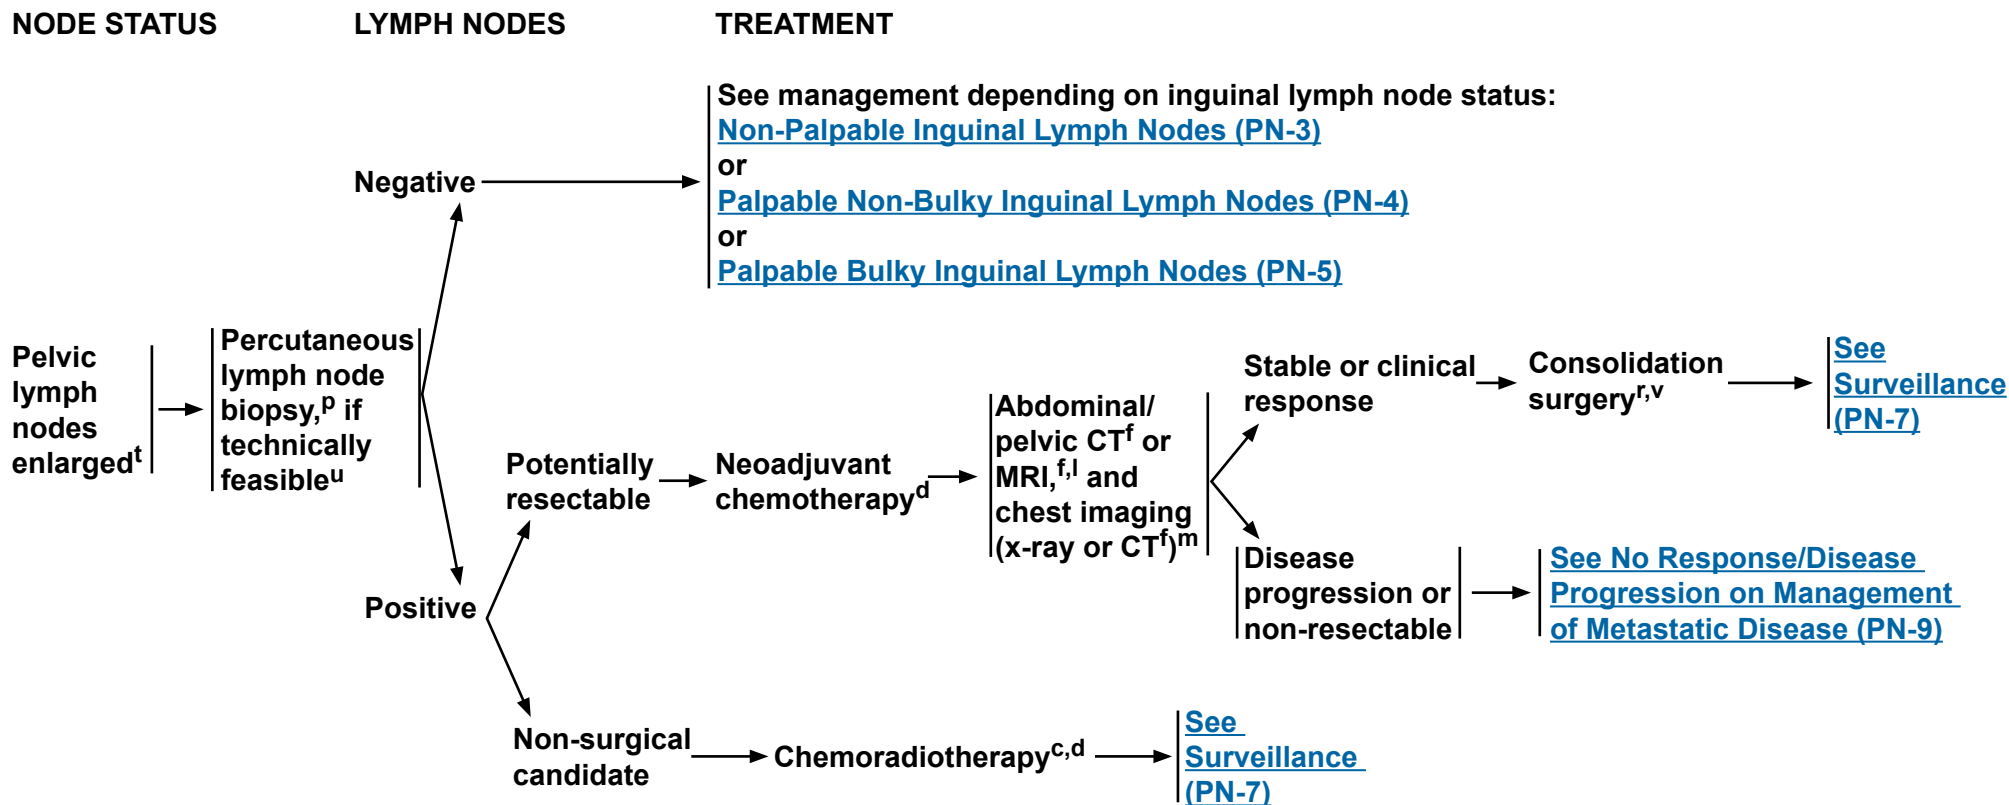 NODE STATUS
LYMPH NODES
TREATMENT
See management depending on inguinal lymph node status:
Non-Palpable Inguinal Lymph Nodes (PN-3)
or
Palpable Non-Bulky Inguinal Lymph Nodes (PN-4)
or
Palpable Bulky Inguinal Lymph Nodes (PN-5)
Negative
Pelvic
lymph
nodes
enlargedᵗ
Percutaneous
lymph node
biopsy,ᵖ if
technically
feasibleᵘ
Positive
Potentially
resectable
Neoadjuvant
chemotherapyᵈ
Abdominal/
pelvic CTᶠ or
MRI,ᶠ,ˡ and
chest imaging
(x-ray or CTᶠ)ᵐ
Stable or clinical
response
Consolidation
surgeryʳ,ᵛ
See
Surveillance
(PN-7)
Disease
progression or
non-resectable
See No Response/Disease
Progression on Management
of Metastatic Disease (PN-9)
Non-surgical
candidate
Chemoradiotherapyᶜ,ᵈ
See
Surveillance
(PN-7)